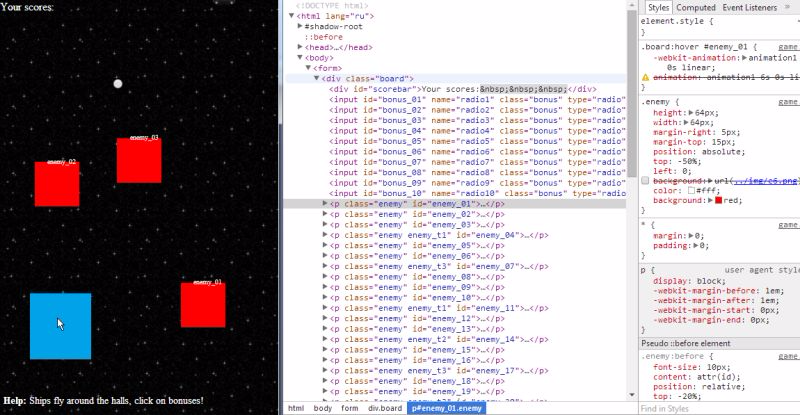 Your scores:
enemy_03
enemy_02
enemy_01
Help: Ships fly around the halls, click on bonuses!
<!DOCTYPE html>
<html lang="ru">
#shadow-root
::before
<head>…</head>
<body>
<form>
<div class="board">
<div id="scorebar">Your scores:&nbsp;&nbsp;&nbsp;</div>
<input id="bonus_01" name="radio1" class="bonus" type="radio"
<input id="bonus_02" name="radio2" class="bonus" type="radio"
<input id="bonus_03" name="radio3" class="bonus" type="radio"
<input id="bonus_04" name="radio4" class="bonus" type="radio"
<input id="bonus_05" name="radio5" class="bonus" type="radio"
<input id="bonus_06" name="radio6" class="bonus" type="radio"
<input id="bonus_07" name="radio7" class="bonus" type="radio"
<input id="bonus_08" name="radio8" class="bonus" type="radio"
<input id="bonus_09" name="radio9" class="bonus" type="radio"
<input id="bonus_10" name="radio10" class="bonus" type="radio
<p class="enemy" id="enemy_01">…</p>
<p class="enemy" id="enemy_02">…</p>
<p class="enemy" id="enemy_03">…</p>
<p class="enemy enemy_t1" id="enemy_04">…</p>
<p class="enemy" id="enemy_05">…</p>
<p class="enemy" id="enemy_06">…</p>
<p class="enemy enemy_t3" id="enemy_07">…</p>
<p class="enemy" id="enemy_08">…</p>
<p class="enemy" id="enemy_09">…</p>
<p class="enemy" id="enemy_10">…</p>
<p class="enemy enemy_t1" id="enemy_11">…</p>
<p class="enemy" id="enemy_12">…</p>
<p class="enemy" id="enemy_13">…</p>
<p class="enemy enemy_t2" id="enemy_14">…</p>
<p class="enemy" id="enemy_15">…</p>
<p class="enemy" id="enemy_16">…</p>
<p class="enemy" id="enemy_17">…</p>
<p class="enemy" id="enemy_18">…</p>
<p class="enemy" id="enemy_19">…</p>
html body form div.board p#enemy_01.enemy
Styles Computed Event Listeners »
element.style {
}
.board:hover #enemy_01 { game_
-webkit-animation: animation1
0s linear;
animation: animation1 6s 0s li
}
.enemy { game_
height: 64px;
width: 64px;
margin-right: 5px;
margin-top: 15px;
position: absolute;
top: -50%;
left: 0;
background: url(../img/c6.png)
color: #fff;
background: red;
}
* { game_
margin: 0;
padding: 0;
}
p { user agent style
display: block;
-webkit-margin-before: 1em;
-webkit-margin-after: 1em;
-webkit-margin-start: 0px;
-webkit-margin-end: 0px;
}
Pseudo ::before element
.enemy:before { game_
font-size: 10px;
content: attr(id);
position: relative;
top: -20%;
Find in Styles